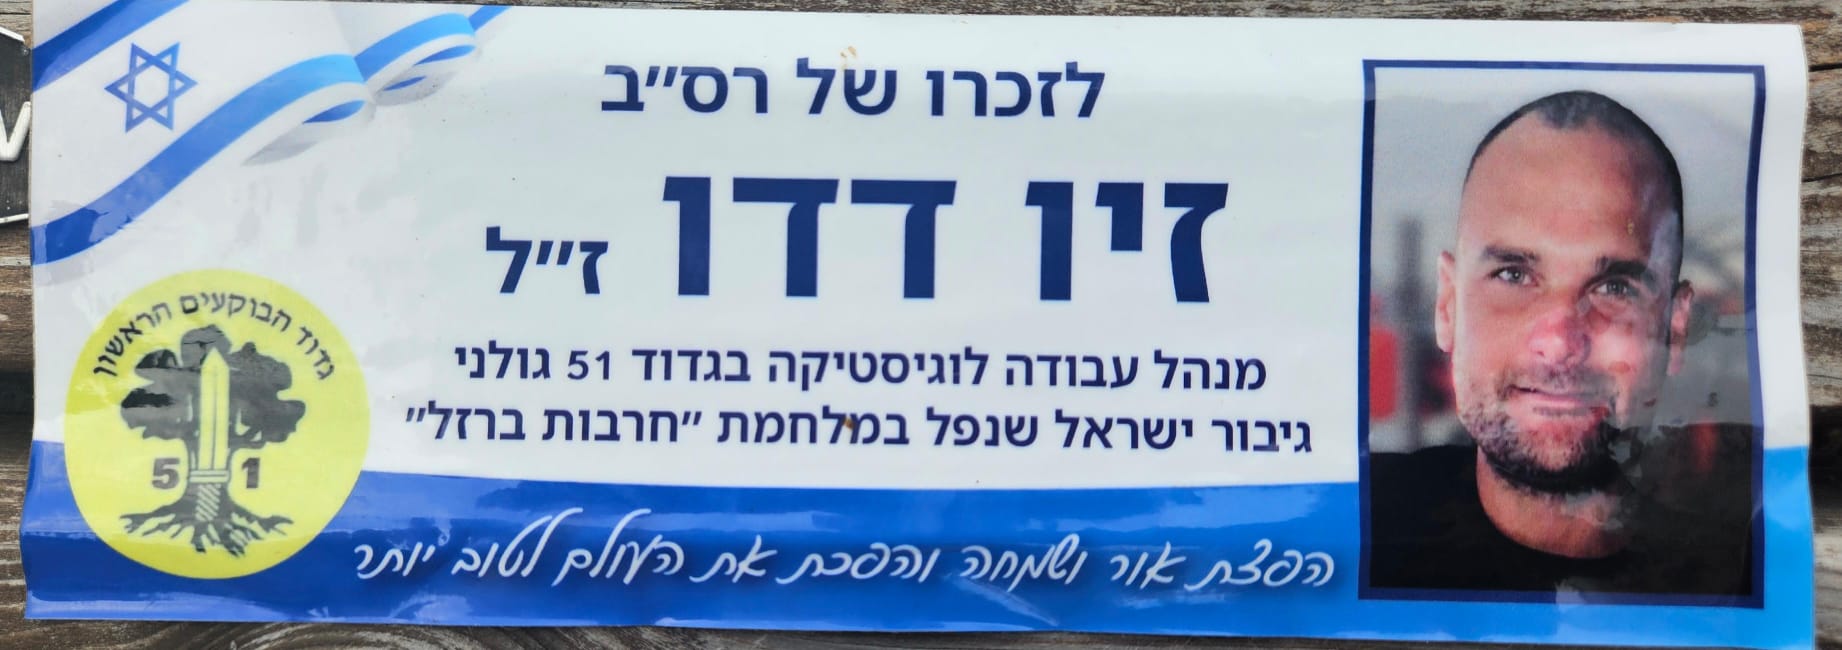 לזכרו של רס״ב
זיו דדו ז״ל
מנהל עבודה לוגיסטיקה בגדוד 51 גולני
גיבור ישראל שנפל במלחמת ״חרבות ברזל״
הפצת אור ושמחה והפכת את העולם לטוב יותר
גדוד הבוקעים הראשון
51